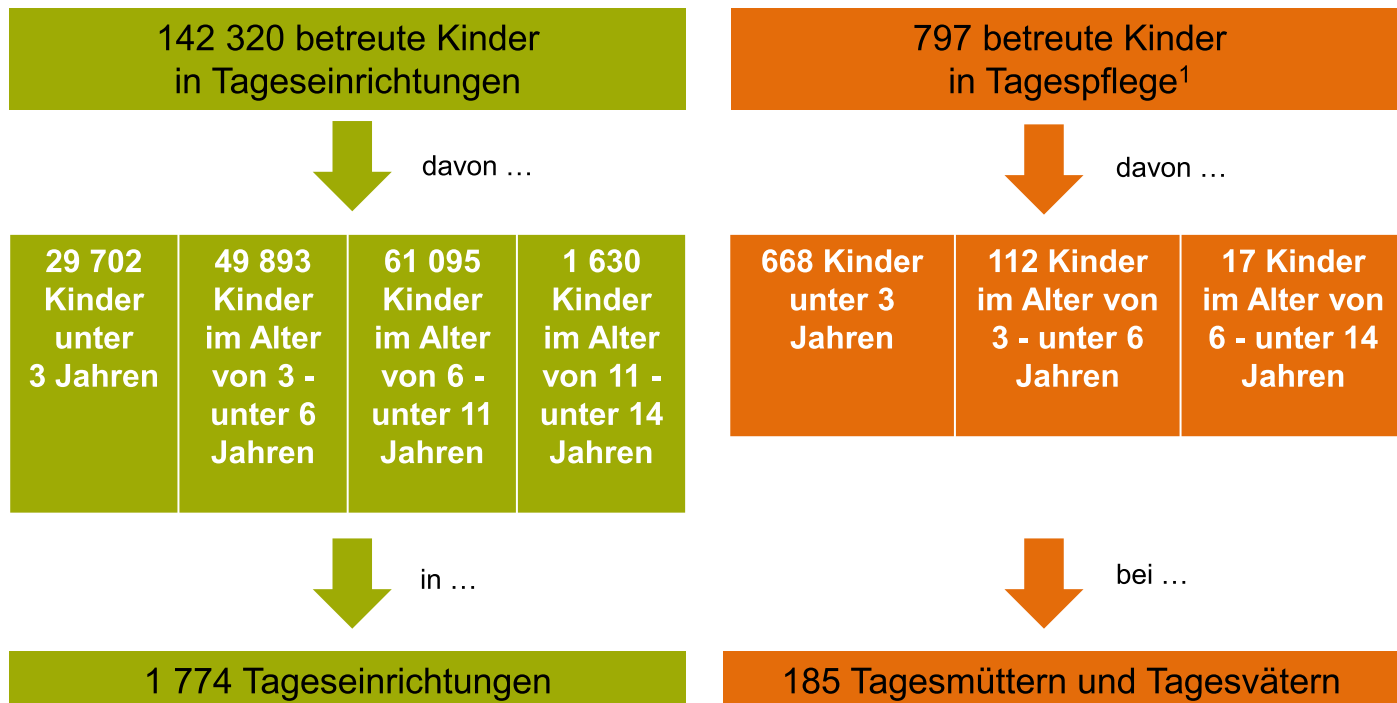 142 320 betreute Kinder
in Tageseinrichtungen
davon …
29 702
Kinder
unter
3 Jahren
49 893
Kinder
im Alter
von 3 -
unter 6
Jahren
61 095
Kinder
im Alter
von 6 -
unter 11
Jahren
1 630
Kinder
im Alter
von 11 -
unter 14
Jahren
in …
1 774 Tageseinrichtungen
797 betreute Kinder
in Tagespflege¹
davon …
668 Kinder
unter 3
Jahren
112 Kinder
im Alter von
3 - unter 6
Jahren
17 Kinder
im Alter von
6 - unter 14
Jahren
bei …
185 Tagesmüttern und Tagesvätern